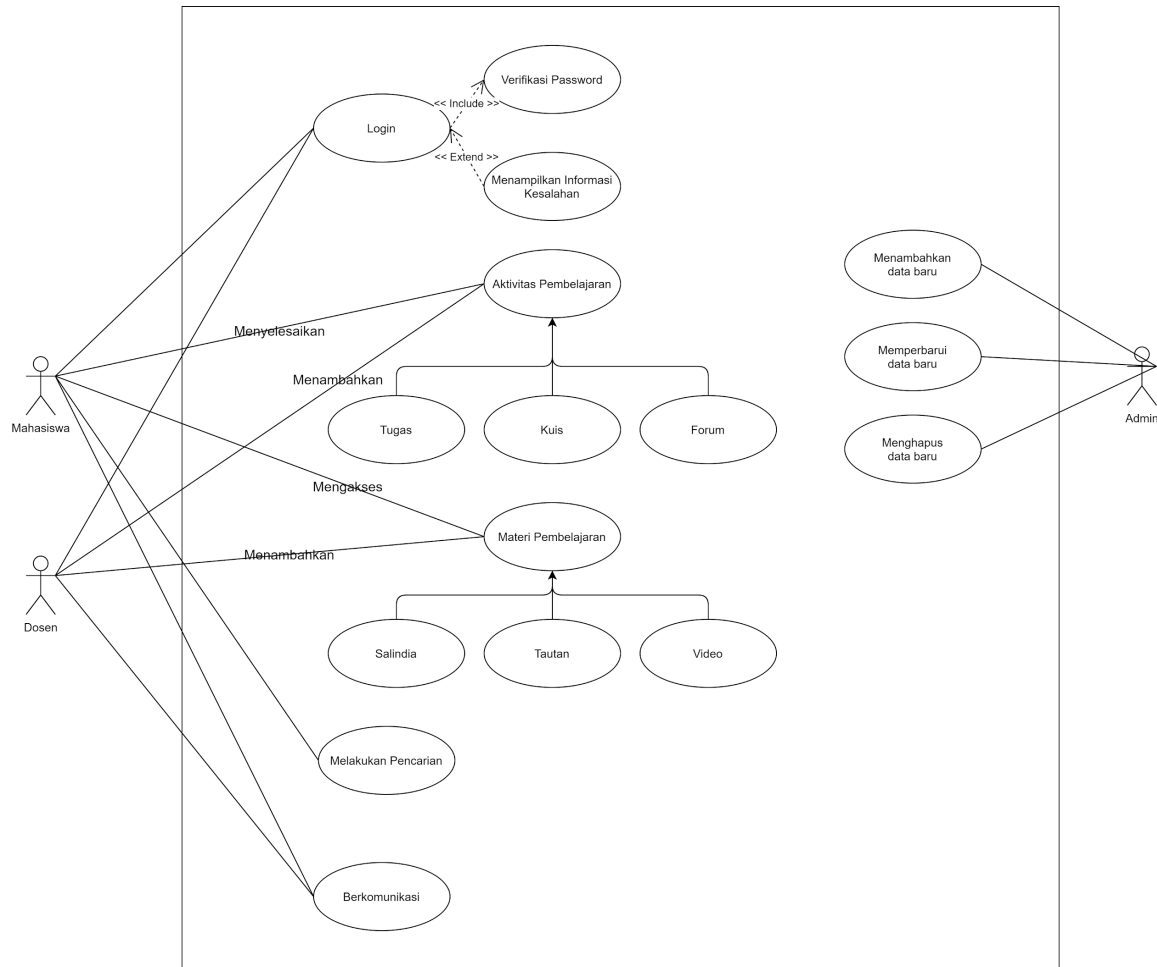 Verifikasi Password
<< Include >>
Login
<< Extend >>
Menampilkan Informasi
Kesalahan
Menambahkan
data baru
Aktivitas Pembelajaran
Menyelesaikan
Memperbarui
data baru
Menambahkan
Mahasiswa
Admin
Tugas
Kuis
Forum
Menghapus
data baru
Mengakses
Materi Pembelajaran
Menambahkan
Dosen
Salindia
Tautan
Video
Melakukan Pencarian
Berkomunikasi